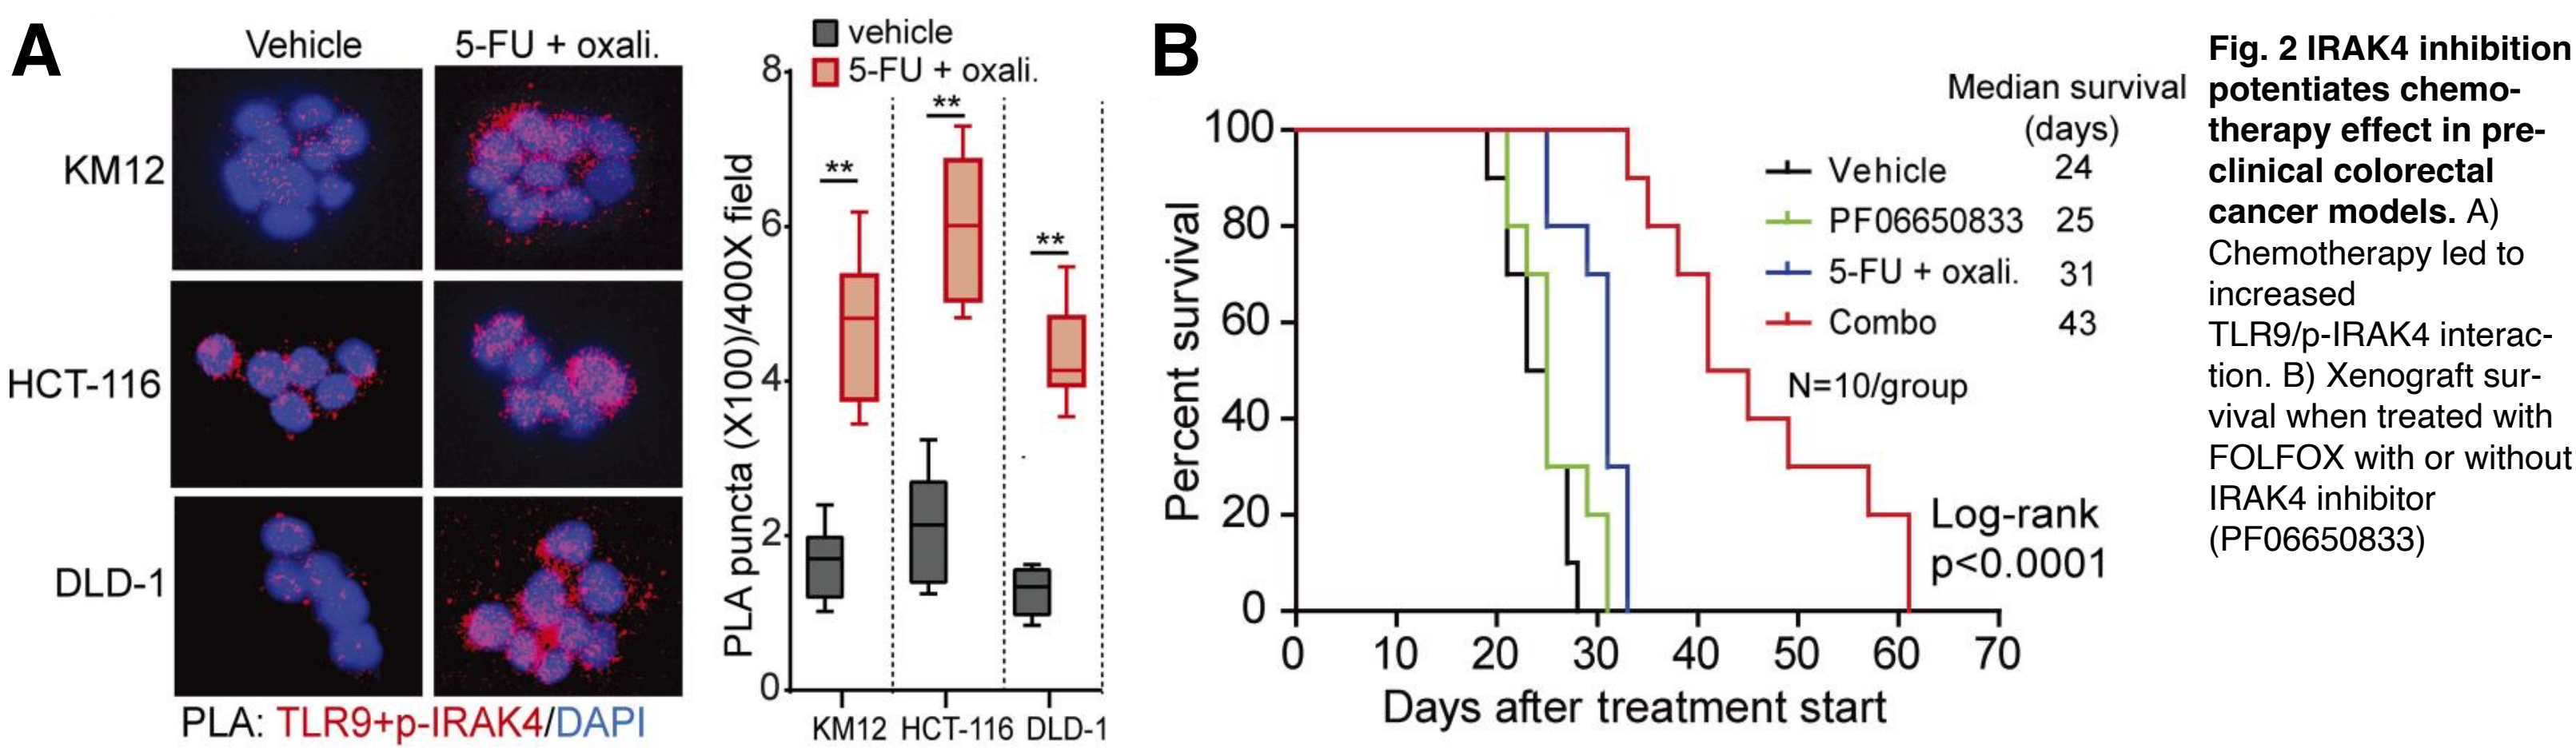 A
Vehicle
5-FU + oxali.
KM12
HCT-116
DLD-1
PLA: TLR9+p-IRAK4/DAPI
vehicle
5-FU + oxali.
PLA puncta (X100)/400X field
8
6
4
2
0
**
**
**
KM12 HCT-116 DLD-1
B
Percent survival
100
80
60
40
20
0
0 10 20 30 40 50 60 70
Days after treatment start
Median survival
(days)
Vehicle 24
PF06650833 25
5-FU + oxali. 31
Combo 43
N=10/group
Log-rank
p<0.0001
Fig. 2 IRAK4 inhibition
potentiates chemo-
therapy effect in pre-
clinical colorectal
cancer models. A)
Chemotherapy led to
increased
TLR9/p-IRAK4 interac-
tion. B) Xenograft sur-
vival when treated with
FOLFOX with or without
IRAK4 inhibitor
(PF06650833)